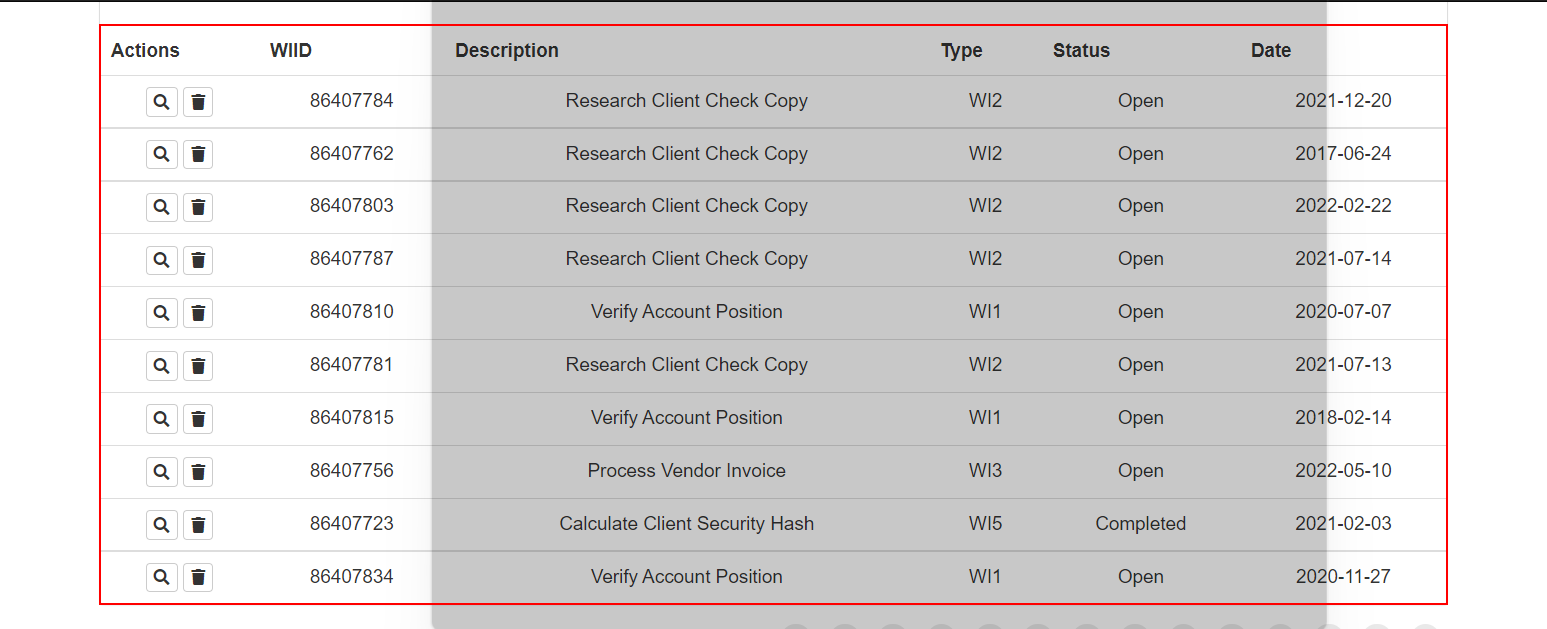 Actions WIID Description Type Status Date
86407784 Research Client Check Copy WI2 Open 2021-12-20
86407762 Research Client Check Copy WI2 Open 2017-06-24
86407803 Research Client Check Copy WI2 Open 2022-02-22
86407787 Research Client Check Copy WI2 Open 2021-07-14
86407810 Verify Account Position WI1 Open 2020-07-07
86407781 Research Client Check Copy WI2 Open 2021-07-13
86407815 Verify Account Position WI1 Open 2018-02-14
86407756 Process Vendor Invoice WI3 Open 2022-05-10
86407723 Calculate Client Security Hash WI5 Completed 2021-02-03
86407834 Verify Account Position WI1 Open 2020-11-27